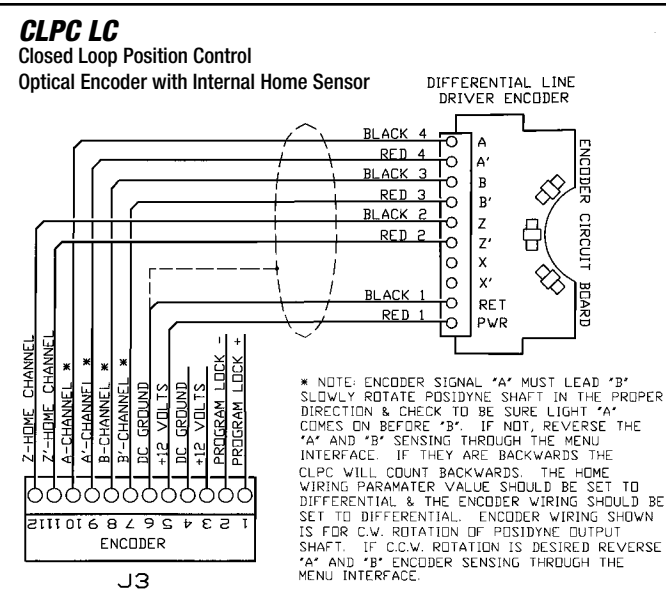 CLPC LC
Closed Loop Position Control
Optical Encoder with Internal Home Sensor
DIFFERENTIAL LINE
DRIVER ENCODER
BLACK 4
RED 4
BLACK 3
RED 3
BLACK 2
RED 2
BLACK 1
RED 1
A
A'
B
B'
Z
Z'
X
X'
RET
PWR
ENCODER CIRCUIT BOARD
Z-HOME CHANNEL
Z'-HOME CHANNEL
A-CHANNEL *
A'-CHANNEL *
B-CHANNEL *
B'-CHANNEL *
DC GROUND
+12 VOLTS
DC GROUND
+12 VOLTS
PROGRAM LOCK -
PROGRAM LOCK +
12 11 10 9 8 7 6 5 4 3 2 1
ENCODER
J3
* NOTE: ENCODER SIGNAL "A" MUST LEAD "B"
SLOWLY ROTATE POSIDYNE SHAFT IN THE PROPER
DIRECTION & CHECK TO BE SURE LIGHT "A"
COMES ON BEFORE "B". IF NOT, REVERSE THE
"A" AND "B" SENSING THROUGH THE MENU
INTERFACE. IF THEY ARE BACKWARDS THE
CLPC WILL COUNT BACKWARDS. THE HOME
WIRING PARAMATER VALUE SHOULD BE SET TO
DIFFERENTIAL & THE ENCODER WIRING SHOULD BE
SET TO DIFFERENTIAL. ENCODER WIRING SHOWN
IS FOR C.W. ROTATION OF POSIDYNE OUTPUT
SHAFT. IF C.C.W. ROTATION IS DESIRED REVERSE
"A" AND "B" ENCODER SENSING THROUGH THE
MENU INTERFACE.